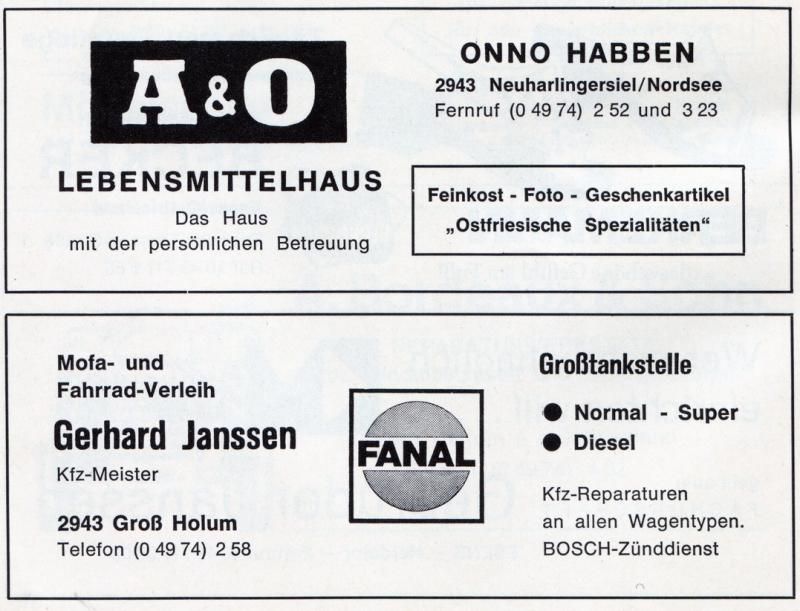 A&O
LEBENSMITTELHAUS
Das Haus
mit der persönlichen Betreuung
ONNO HABBEN
2943 Neuharlingersiel/Nordsee
Fernruf (0 49 74) 2 52 und 3 23
Feinkost - Foto - Geschenkartikel
„Ostfriesische Spezialitäten“
Mofa- und
Fahrrad-Verleih
Gerhard Janssen
Kfz-Meister
2943 Groß Holum
Telefon (0 49 74) 2 58
FANAL
Großtankstelle
● Normal - Super
● Diesel
Kfz-Reparaturen
an allen Wagentypen.
BOSCH-Zünddienst